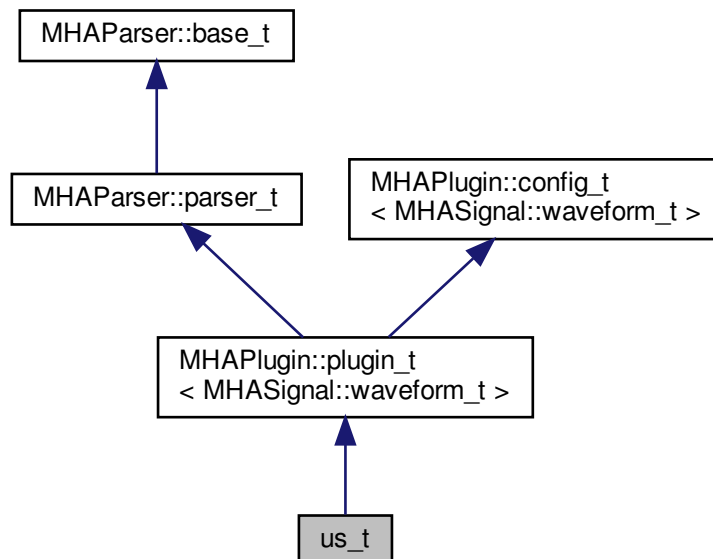 MHAParser::base_t
MHAParser::parser_t
MHAPlugin::config_t
< MHASignal::waveform_t >
MHAPlugin::plugin_t
< MHASignal::waveform_t >
us_t